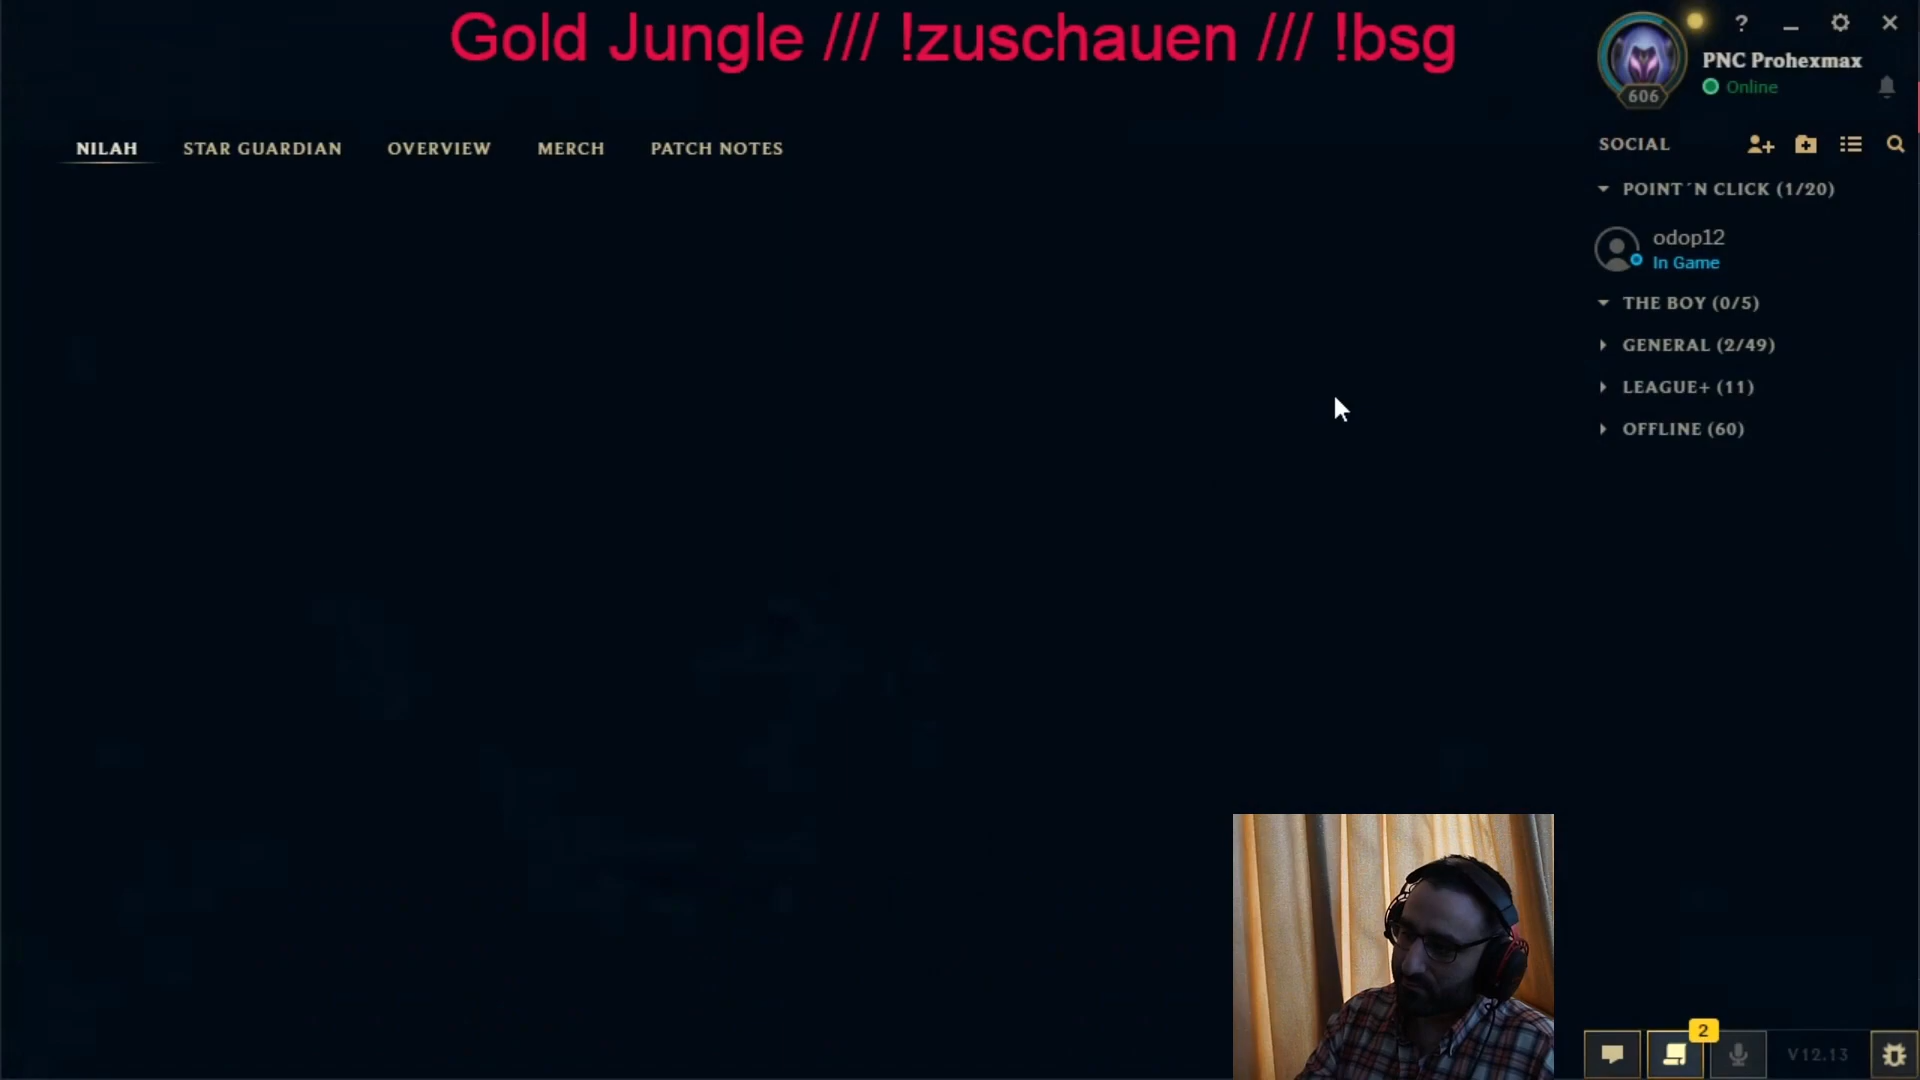 Gold Jungle /// !zuschauen /// !bsg
?
PNC Prohexmax
606
Online
NILAH
STAR GUARDIAN
OVERVIEW
MERCH
PATCH NOTES
SOCIAL
POINT´N CLICK (1/20)
odop12
In Game
THE BOY (0/5)
GENERAL (2/49)
LEAGUE+ (11)
OFFLINE (60)
2
V12.13